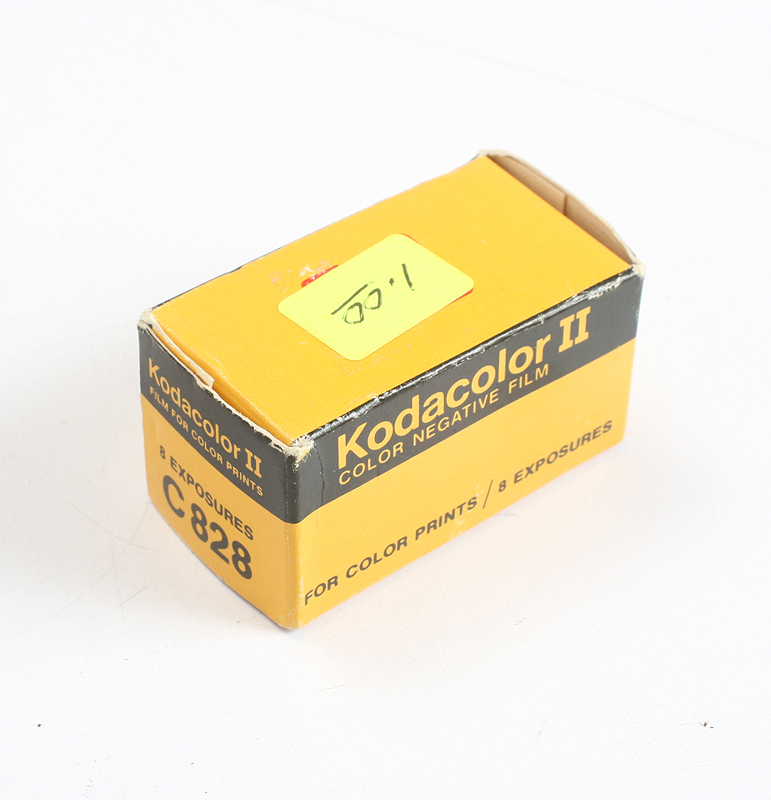 1.00
Kodacolor II
COLOR NEGATIVE FILM
FOR COLOR PRINTS / 8 EXPOSURES
Kodacolor II
FILM FOR COLOR PRINTS
8 EXPOSURES
C 828